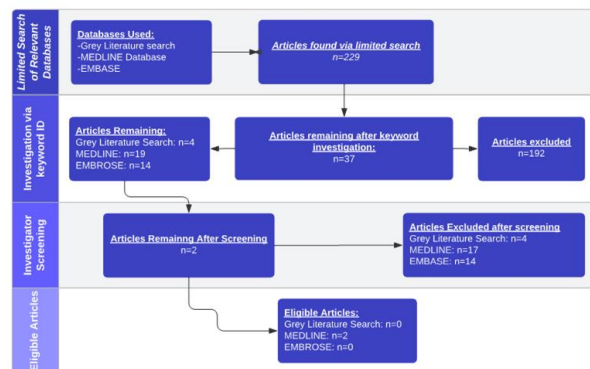 Limited Search
of Relevant
Databases
Databases Used:
-Grey Literature search
-MEDLINE Database
-EMBASE
Articles found via limited search
n=229
Investigation via
keyword ID
Articles Remaining:
Grey Literature Search: n=4
MEDLINE: n=19
EMBROSE: n=14
Articles remaining after keyword
investigation:
n=37
Articles excluded
n=192
Investigator
Screening
Articles Remainng After Screening
n=2
Articles Excluded after screening
Grey Literature Search: n=4
MEDLINE: n=17
EMBASE: n=14
Eligible Articles
Eligible Articles:
Grey Literature Search: n=0
MEDLINE: n=2
EMBROSE: n=0